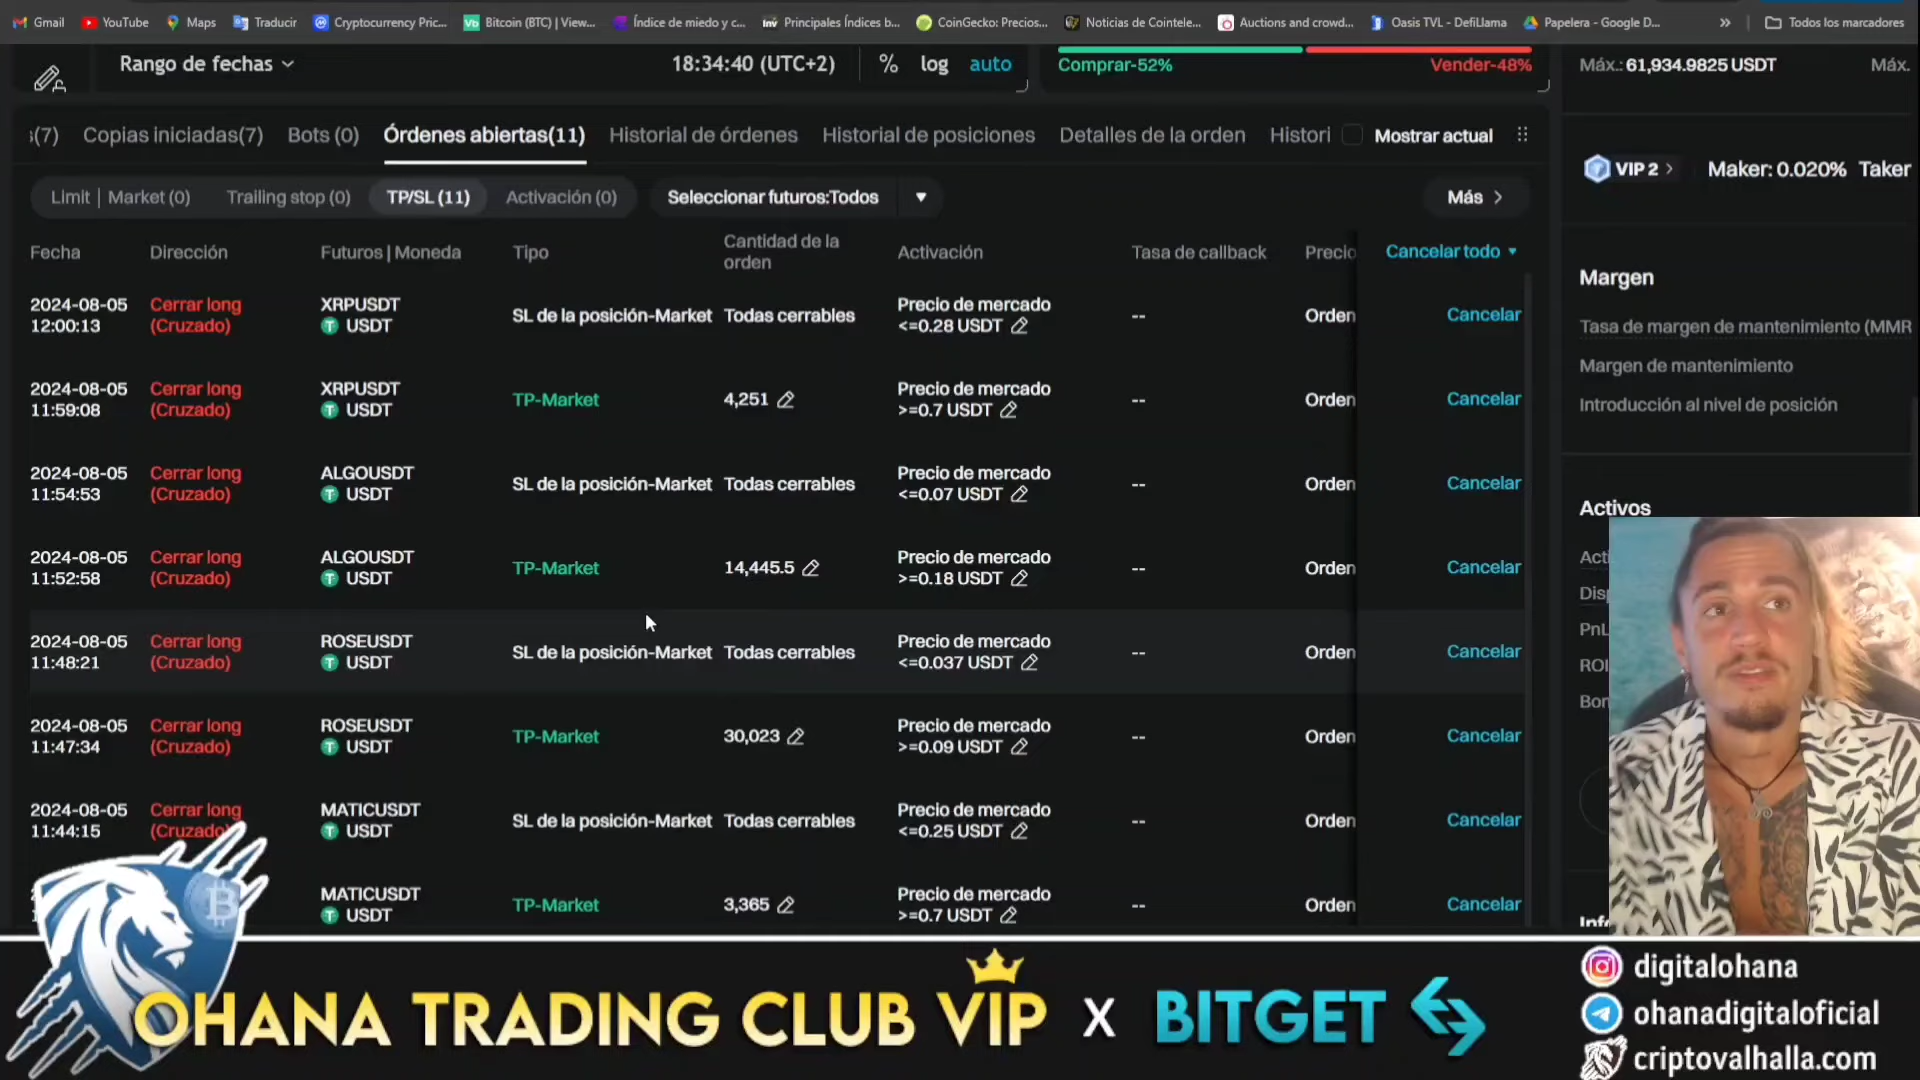 Gmail YouTube Maps Traducir Cryptocurrency Pric... Bitcoin (BTC) | View... Índice de miedo y c... Principales Índices b... CoinGecko: Precios... Noticias de Cointele... Auctions and crowd... Oasis TVL - DefiLlama Papelera - Google D... » Todos los marcadores
Rango de fechas 18:34:40 (UTC+2) % log auto
Comprar-52% Vender-48%
Máx.: 61,934.9825 USDT Máx.
s(7) Copias iniciadas(7) Bots (0) Órdenes abiertas(11) Historial de órdenes Historial de posiciones Detalles de la orden Histori Mostrar actual
VIP 2 > Maker: 0.020% Taker
Limit | Market (0) Trailing stop (0) TP/SL (11) Activación (0) Seleccionar futuros:Todos Más >
Fecha Dirección Futuros | Moneda Tipo Cantidad de la orden Activación Tasa de callback Precio Cancelar todo
2024-08-05 Cerrar long XRPUSDT SL de la posición-Market Todas cerrables Precio de mercado -- Orden Cancelar
12:00:13 (Cruzado) USDT <=0.28 USDT
2024-08-05 Cerrar long XRPUSDT TP-Market 4,251 Precio de mercado -- Orden Cancelar
11:59:08 (Cruzado) USDT >=0.7 USDT
2024-08-05 Cerrar long ALGOUSDT SL de la posición-Market Todas cerrables Precio de mercado -- Orden Cancelar
11:54:53 (Cruzado) USDT <=0.07 USDT
2024-08-05 Cerrar long ALGOUSDT TP-Market 14,445.5 Precio de mercado -- Orden Cancelar
11:52:58 (Cruzado) USDT >=0.18 USDT
2024-08-05 Cerrar long ROSEUSDT SL de la posición-Market Todas cerrables Precio de mercado -- Orden Cancelar
11:48:21 (Cruzado) USDT <=0.037 USDT
2024-08-05 Cerrar long ROSEUSDT TP-Market 30,023 Precio de mercado -- Orden Cancelar
11:47:34 (Cruzado) USDT >=0.09 USDT
2024-08-05 Cerrar long MATICUSDT SL de la posición-Market Todas cerrables Precio de mercado -- Orden Cancelar
11:44:15 (Cruzado) USDT <=0.25 USDT
MATICUSDT TP-Market 3,365 Precio de mercado -- Orden Cancelar
USDT >=0.7 USDT
Margen
Tasa de margen de mantenimiento (MMR
Margen de mantenimiento
Introducción al nivel de posición
Activos
Acti
Disp
PnL
ROI
Bon
OHANA TRADING CLUB VIP X BITGET
digitalohana
ohanadigitaloficial
criptovalhalla.com